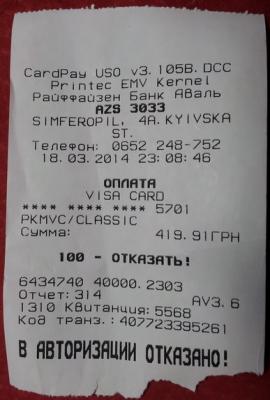 CardPay USO v3.105B.DCC
Printec EMV Kernel
Райффайзен Банк Аваль
AZS 3033
SIMFEROPIL, 4A.KYIVSKA
ST.
Телефон: 0652 248-752
18.03.2014 23:08:46
ОПЛАТА
VISA CARD
**** **** **** 5701
PKMVC/CLASSIC
Сумма: 419.91ГРН
100 - ОТКАЗАТЬ!
6434740 40000.2303
Отчет: 314 AV3.6
1310 Квитанция: 5568
Код транз.: 407723395261
В АВТОРИЗАЦИИ ОТКАЗАНО!